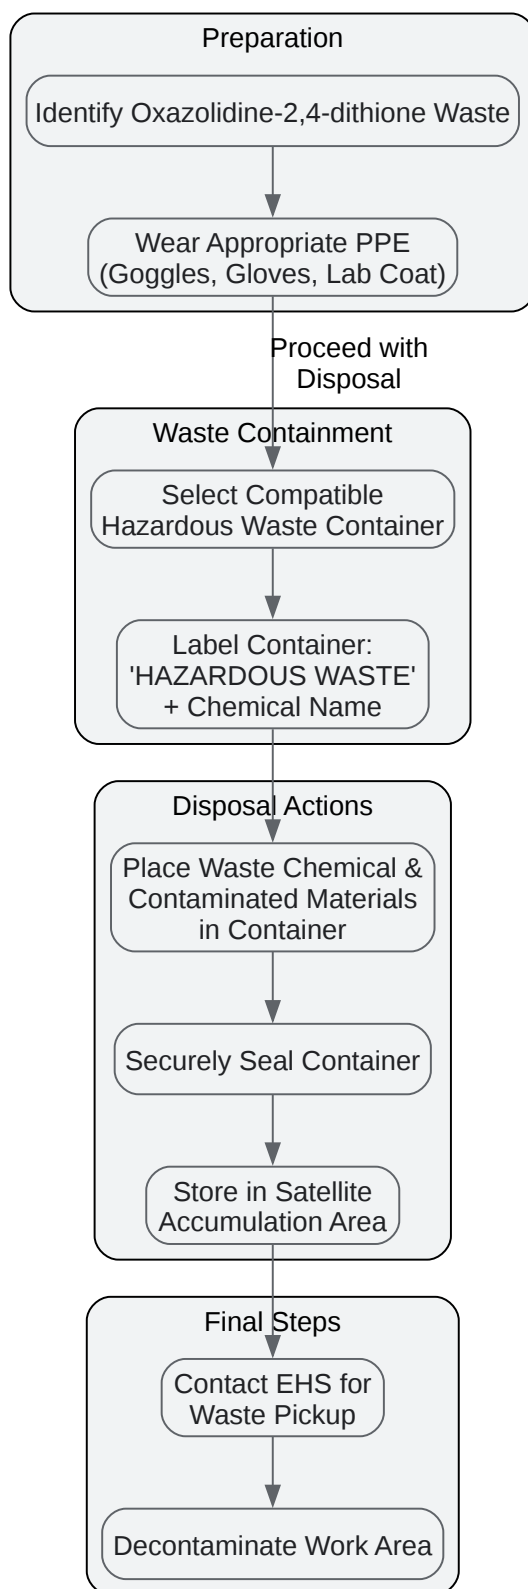 Preparation
Identify Oxazolidine-2,4-dithione Waste
Wear Appropriate PPE
(Goggles, Gloves, Lab Coat)
Proceed with
Disposal
Waste Containment
Select Compatible
Hazardous Waste Container
Label Container:
'HAZARDOUS WASTE'
+ Chemical Name
Disposal Actions
Place Waste Chemical &
Contaminated Materials
in Container
Securely Seal Container
Store in Satellite
Accumulation Area
Final Steps
Contact EHS for
Waste Pickup
Decontaminate Work Area